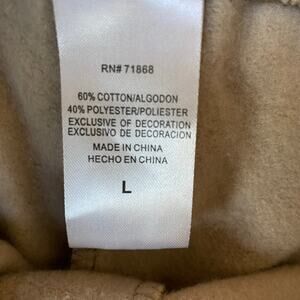 RN# 71868
60% COTTON/ALGODON
40% POLYESTER/POLIESTER
EXCLUSIVE OF DECORATION
EXCLUSIVO DE DECORACION
MADE IN CHINA
HECHO EN CHINA
L